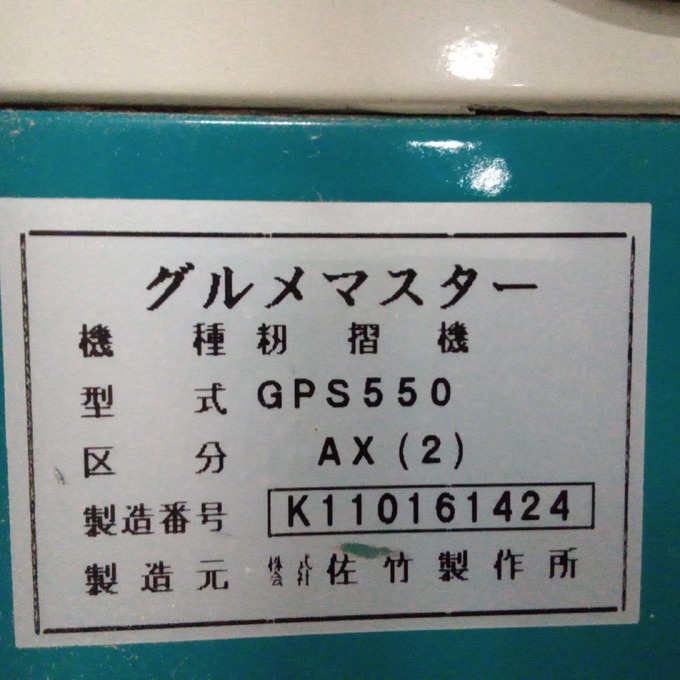 グルメマスター
機種 籾摺機
型式 GPS550
区分 AX(2)
製造番号 K110161424
製造元 株式会社 佐竹製作所